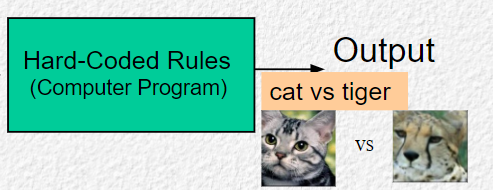 Hard-Coded Rules
(Computer Program)
Output
cat vs tiger
vs